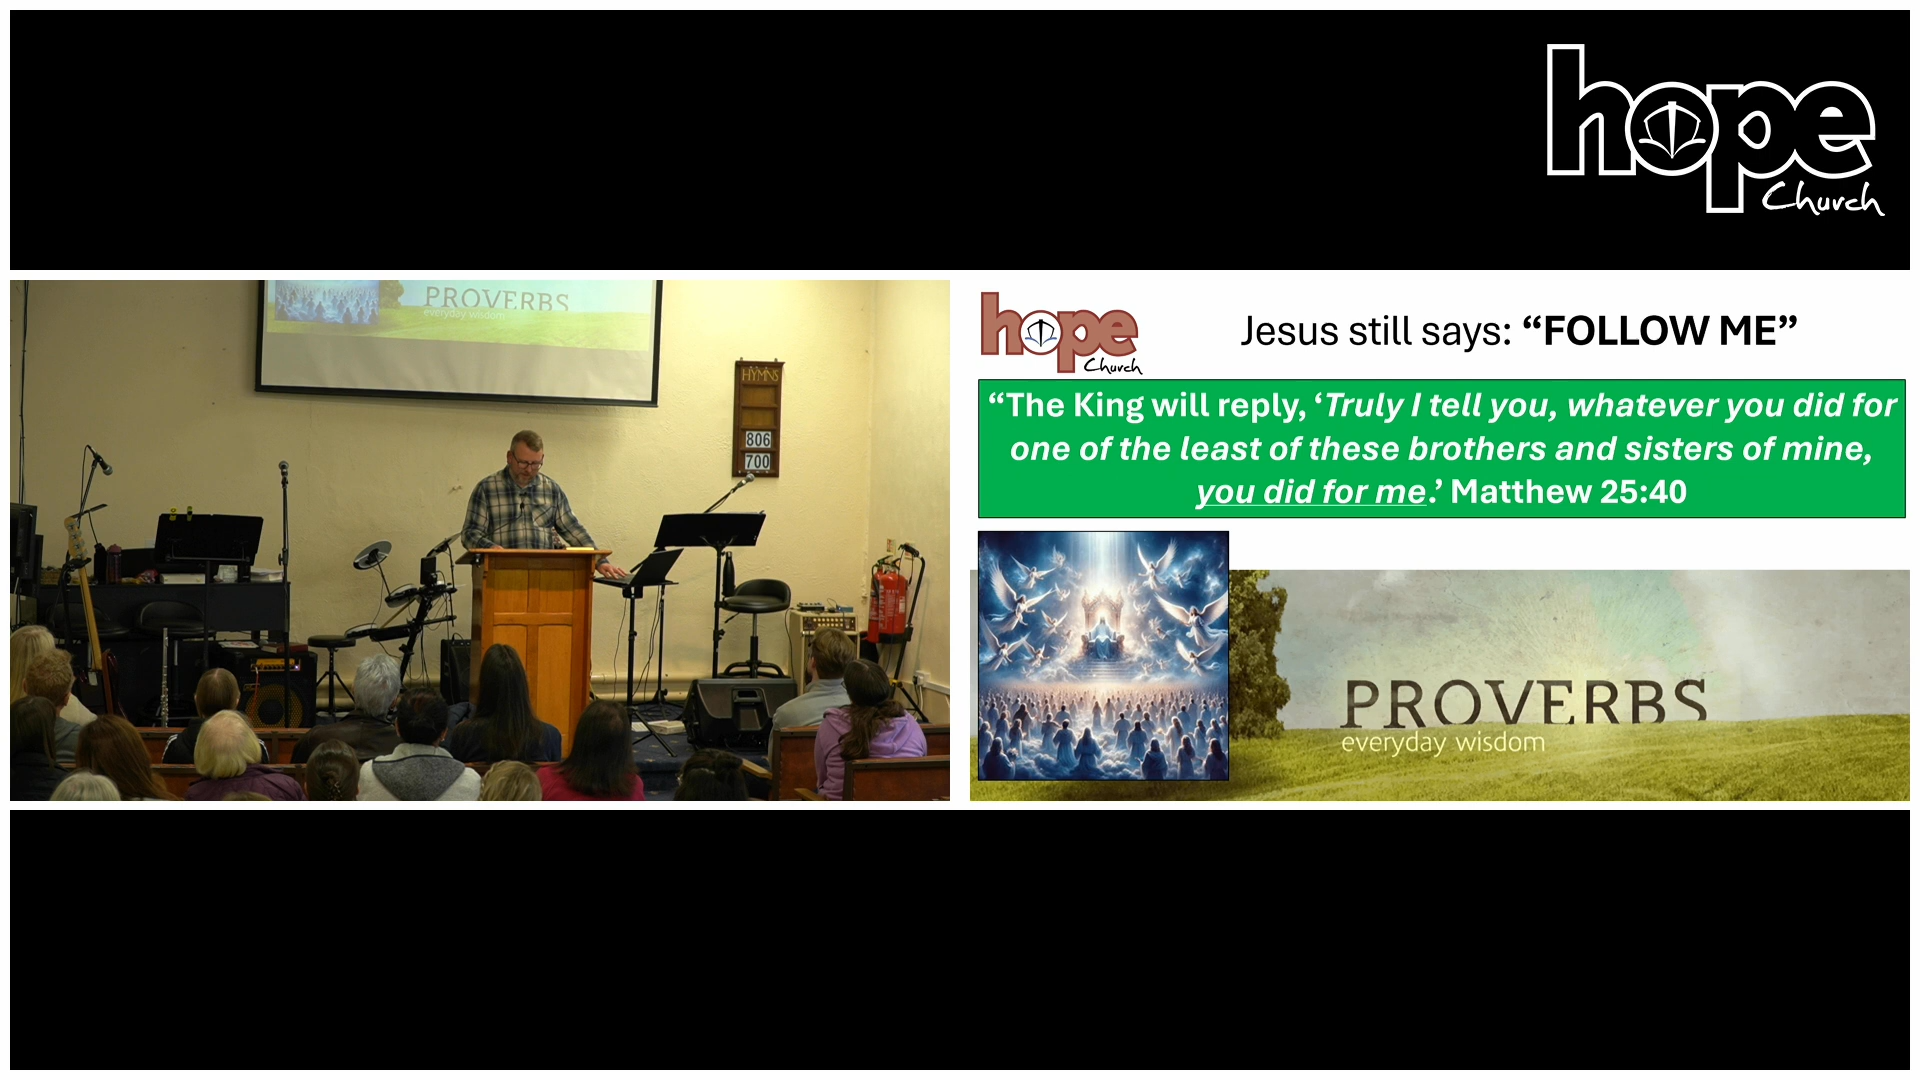 hope
Church
PROVERBS
everyday wisdom
HYMNS
806
700
hope
Church
Jesus still says: “FOLLOW ME”
“The King will reply, ‘Truly I tell you, whatever you did for
one of the least of these brothers and sisters of mine,
you did for me.’ Matthew 25:40
PROVERBS
everyday wisdom